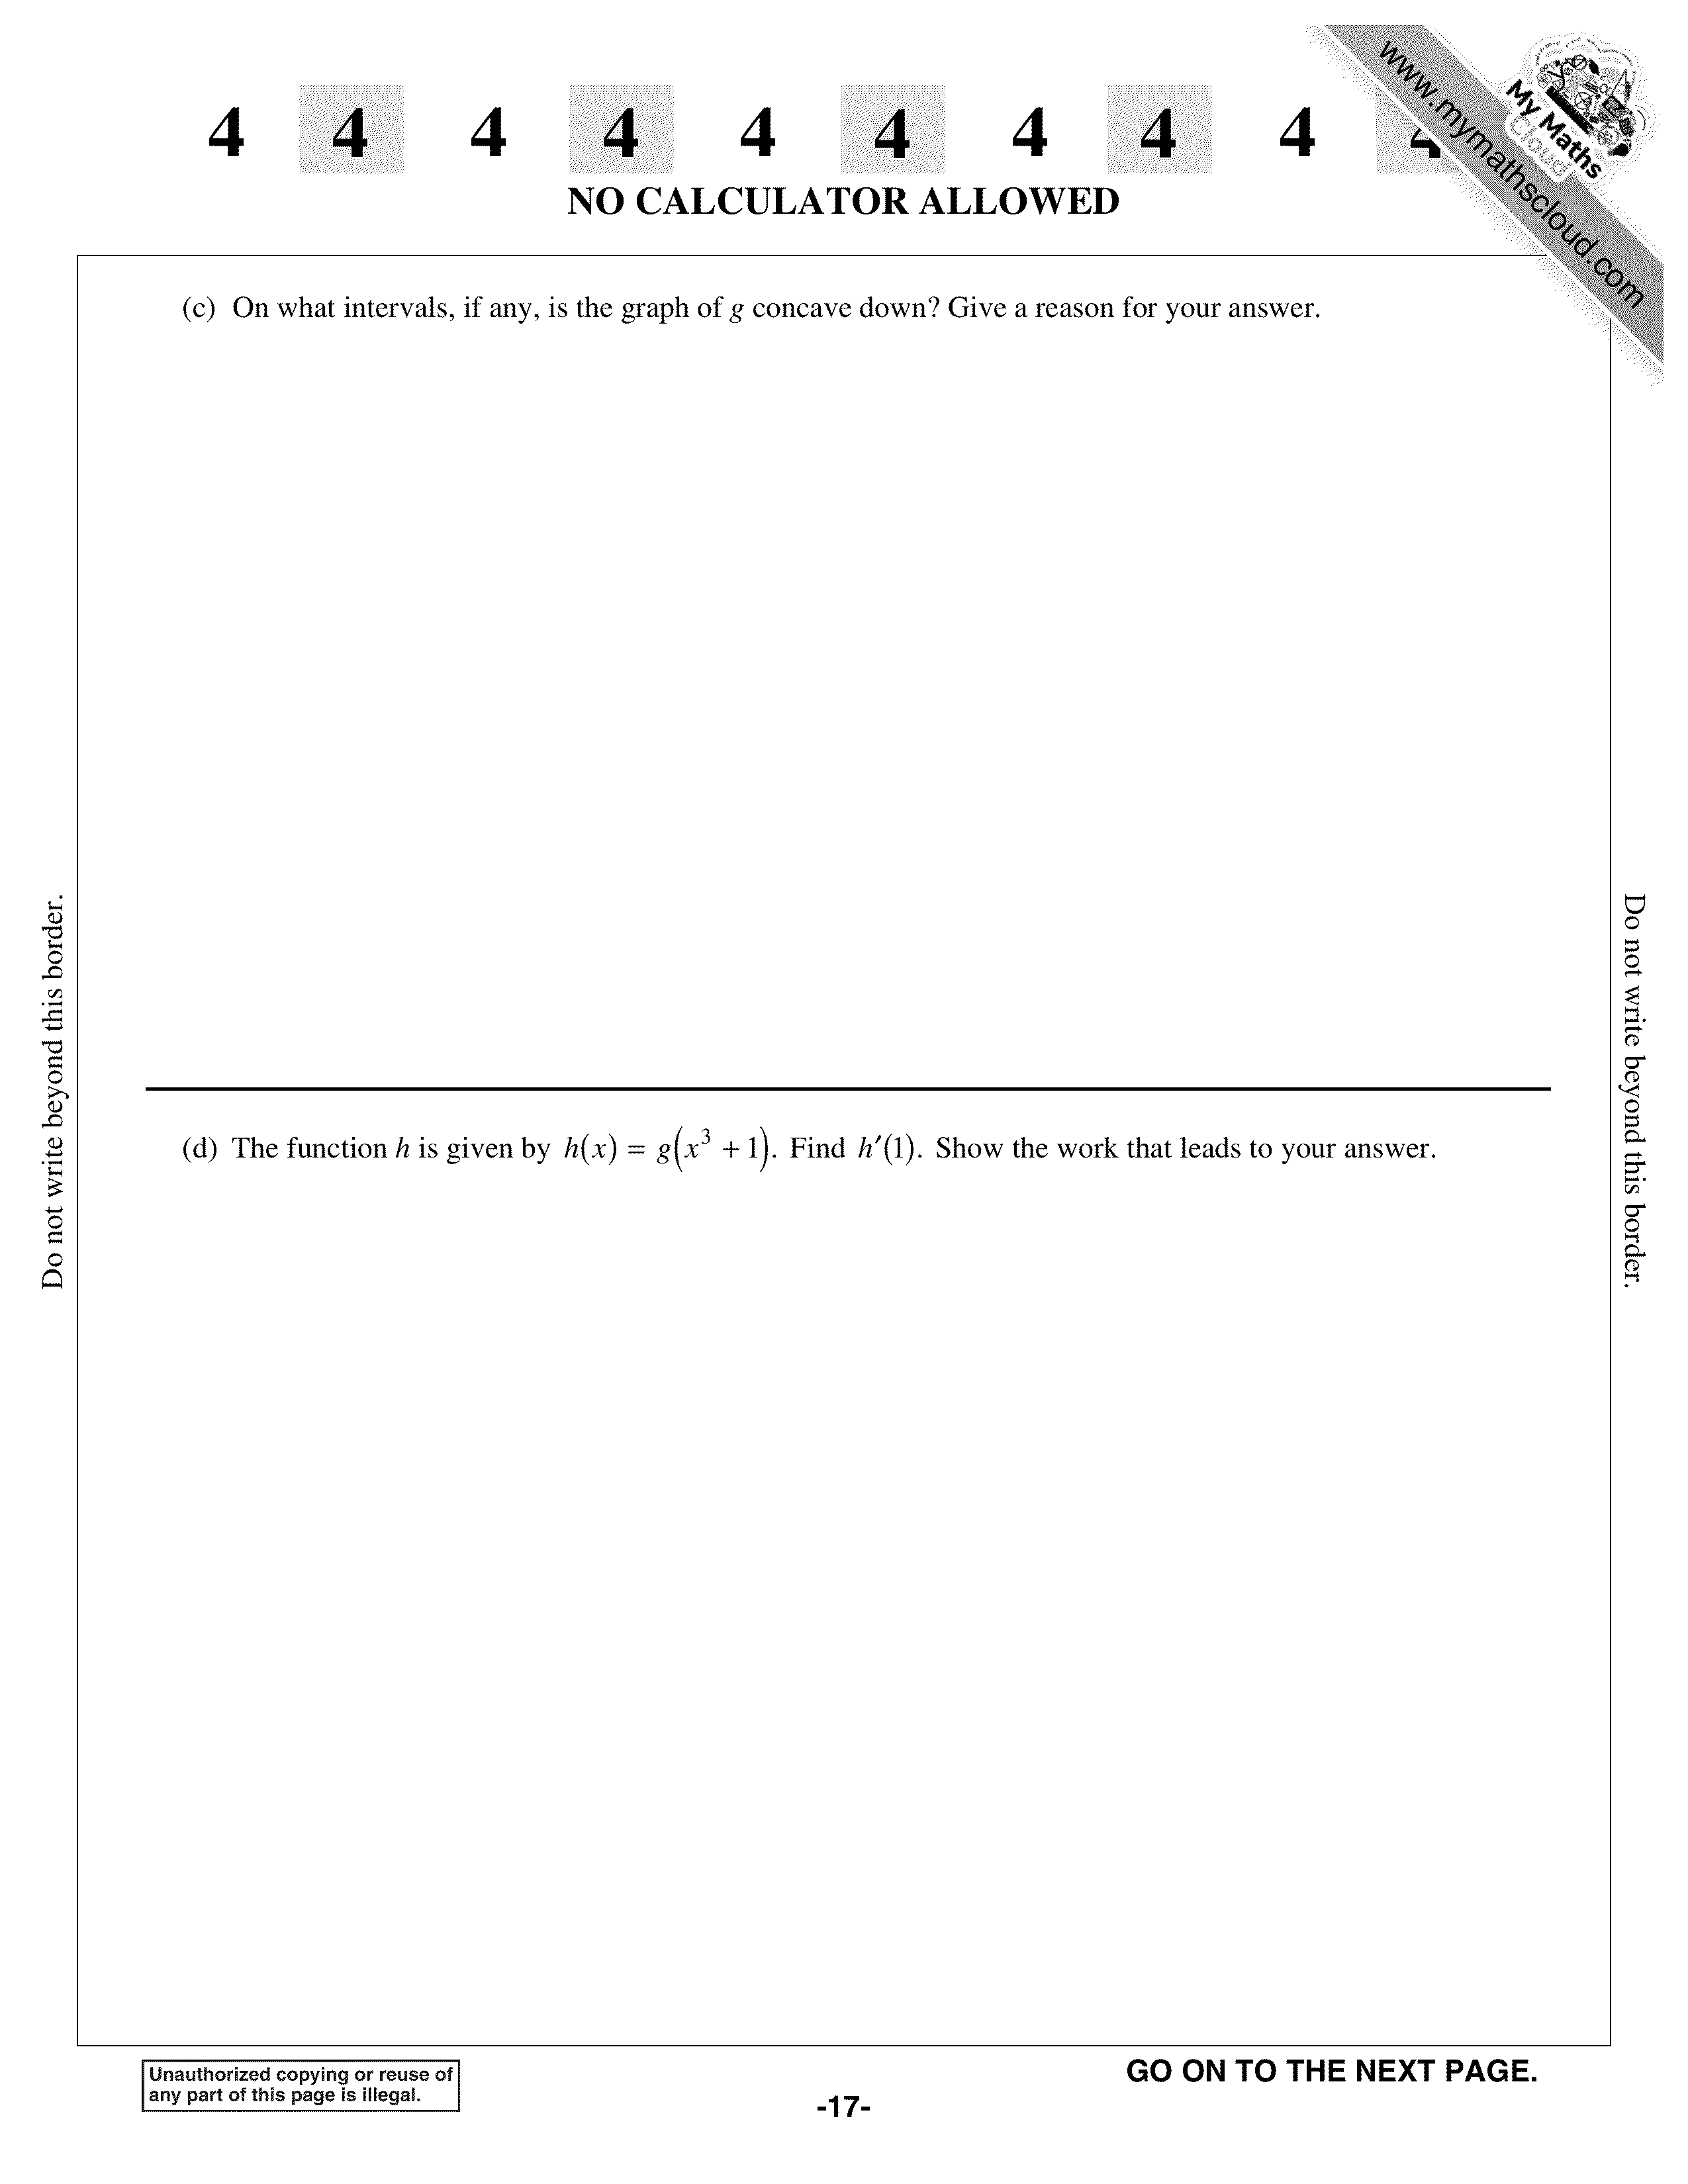 4 4 4 4 4 4 4 4 4 4
www.mymathscloud.com
My Maths
Cloud
NO CALCULATOR ALLOWED
(c) On what intervals, if any, is the graph of g concave down? Give a reason for your answer.
Do not write beyond this border.
Do not write beyond this border.
(d) The function h is given by h(x) = g(x³ + 1). Find h′(1). Show the work that leads to your answer.
Unauthorized copying or reuse of
any part of this page is illegal.
GO ON TO THE NEXT PAGE.
-17-